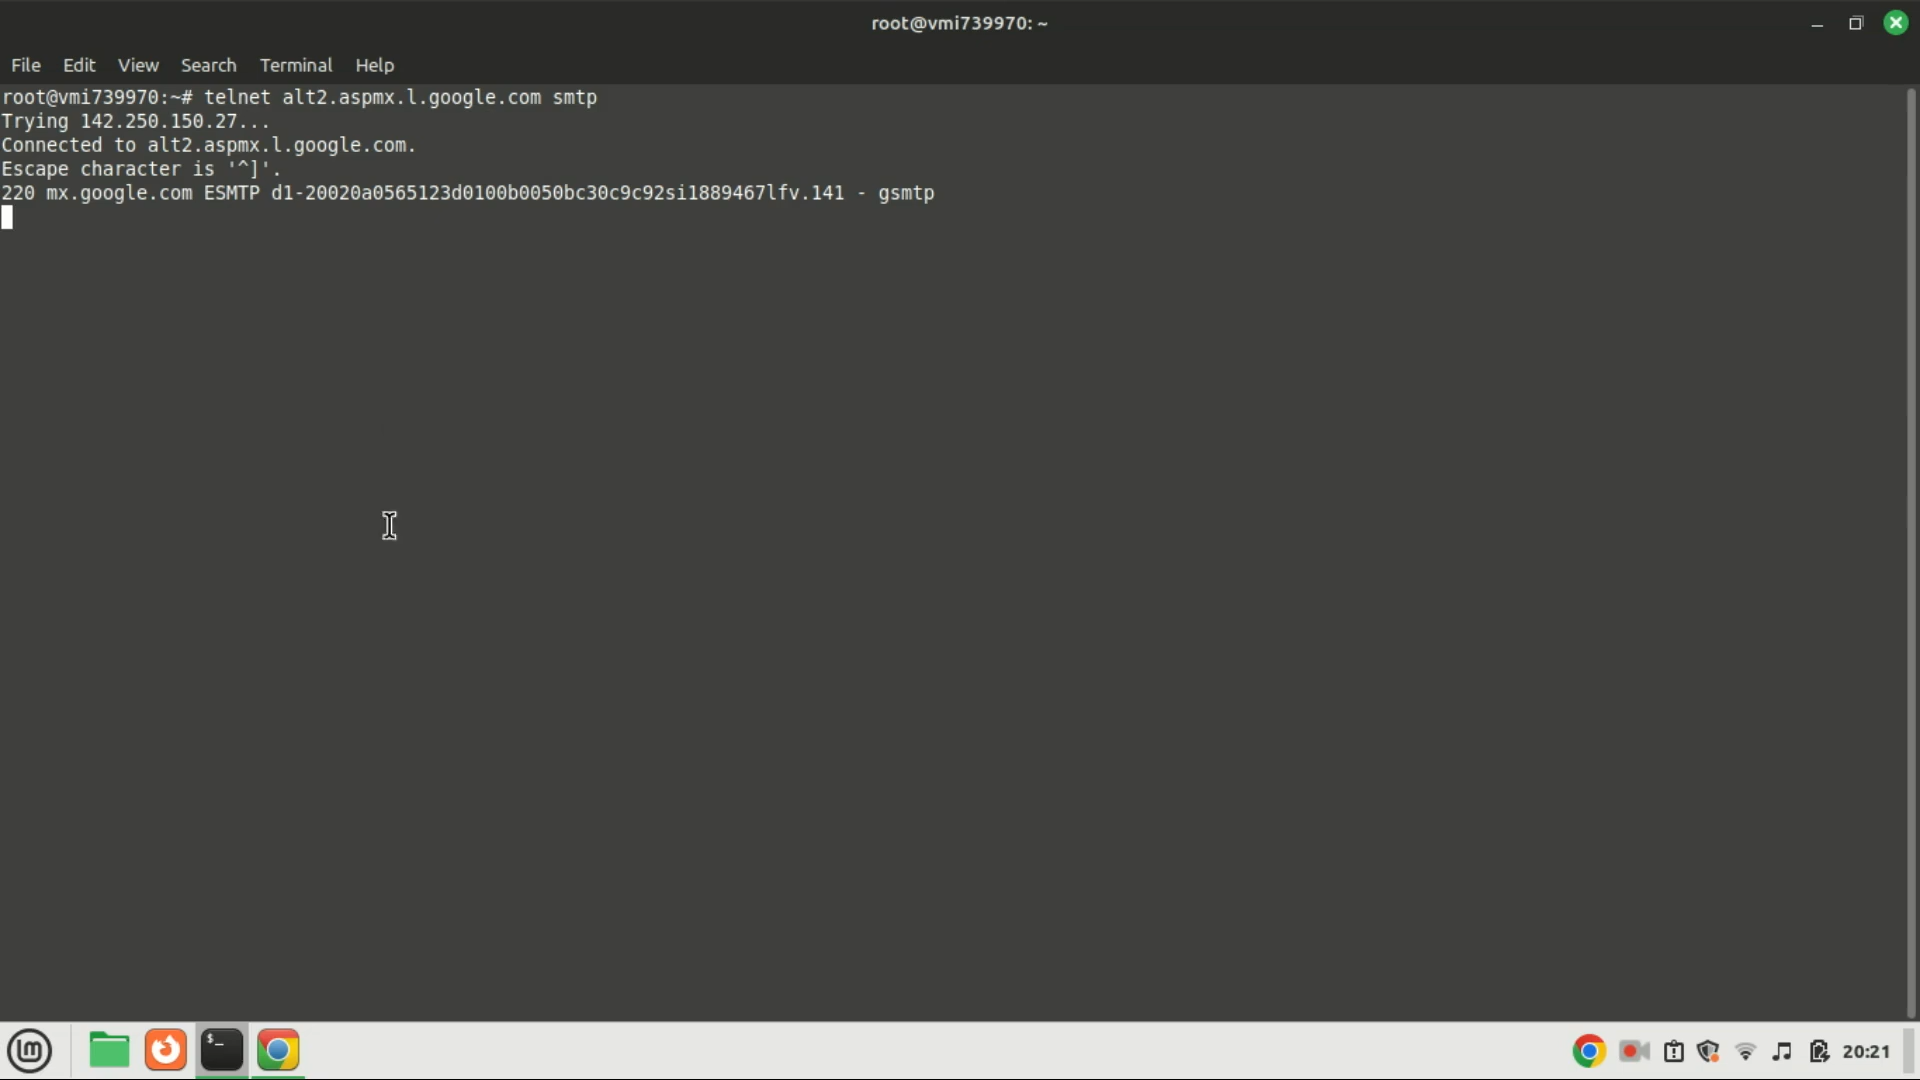 root@vmi739970: ~
File Edit View Search Terminal Help
root@vmi739970:~# telnet alt2.aspmx.l.google.com smtp
Trying 142.250.150.27...
Connected to alt2.aspmx.l.google.com.
Escape character is '^]'.
220 mx.google.com ESMTP d1-20020a0565123d0100b0050bc30c9c92si1889467lfv.141 - gsmtp
$_
20:21